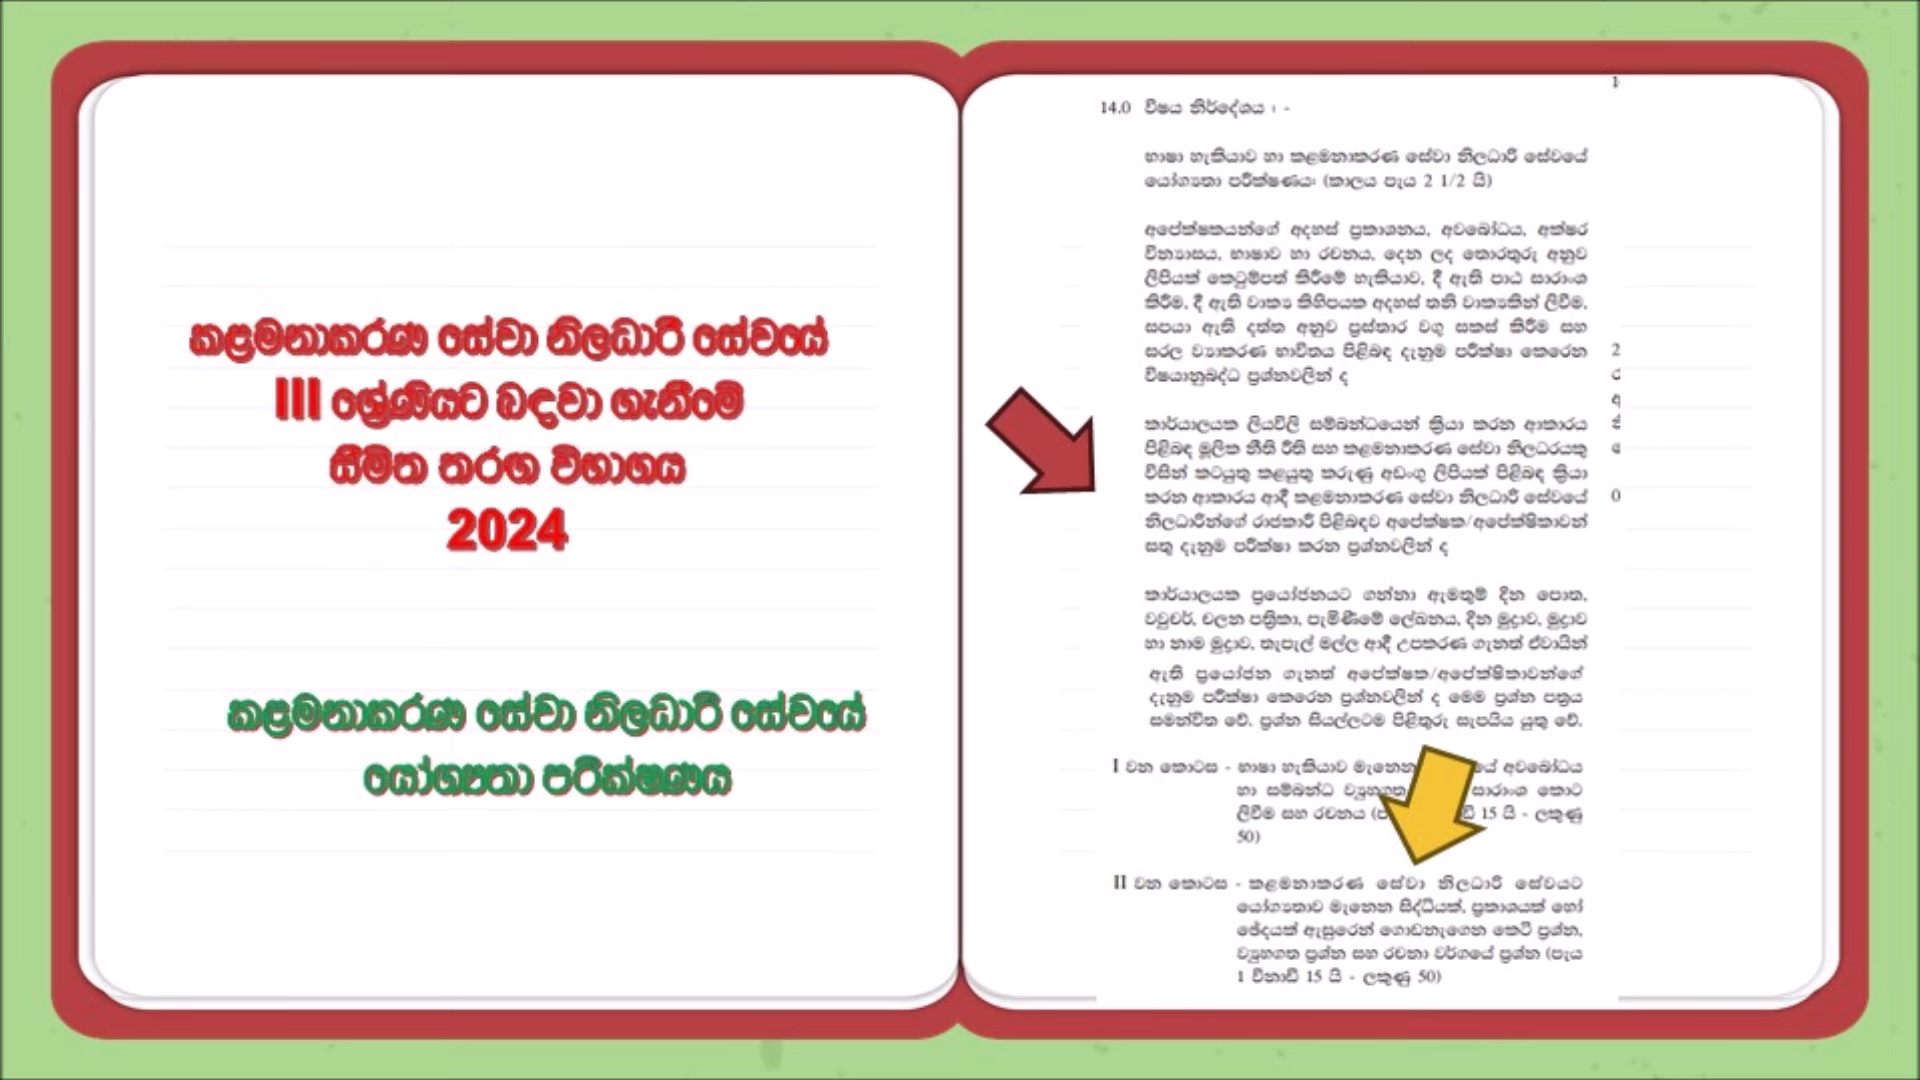 කළමනාකරණ සේවා නිලධාරී සේවයේ
III ශ්‍රේණියට බඳවා ගැනීමේ
සීමිත තරඟ විභාගය
2024
කළමනාකරණ සේවා නිලධාරී සේවයේ
යෝග්‍යතා පරීක්ෂණය
14.0 විෂය නිර්දේශය : -
භාෂා හැකියාව හා කළමනාකරණ සේවා නිලධාරී සේවයේ
යෝග්‍යතා පරීක්ෂණය: (කාලය පැය 2 1/2 යි)
අපේක්ෂකයන්ගේ අදහස් ප්‍රකාශනය, අවබෝධය, අක්ෂර
වින්‍යාසය, භාෂාව හා රචනය, දෙන ලද තොරතුරු අනුව
ලිපියක් කෙටුම්පත් කිරීමේ හැකියාව, දී ඇති පාඨ සාරාංශ
කිරීම, දී ඇති වාක්‍ය කිහිපයක අදහස් තනි වාක්‍යකින් ලිවීම,
සපයා ඇති දත්ත අනුව ප්‍රස්තාර වගු සකස් කිරීම සහ
සරල ව්‍යාකරණ භාවිතය පිළිබඳ දැනුම පරීක්ෂා කෙරෙන
විෂයානුබද්ධ ප්‍රශ්නවලින් ද
කාර්යාලයක ලියවිලි සම්බන්ධයෙන් ක්‍රියා කරන ආකාරය
පිළිබඳ මූලික නීති රීති සහ කළමනාකරණ සේවා නිලධරයකු
විසින් කටයුතු කළයුතු කරුණු අඩංගු ලිපියක් පිළිබඳ ක්‍රියා
කරන ආකාරය ආදී කළමනාකරණ සේවා නිලධාරී සේවයේ
නිලධාරීන්ගේ රාජකාරී පිළිබඳව අපේක්ෂක/අපේක්ෂිකාවන්
සතු දැනුම පරීක්ෂා කරන ප්‍රශ්නවලින් ද
කාර්යාලයක ප්‍රයෝජනයට ගන්නා ඇමතුම් දින පොත,
වවුචර්, චලන පත්‍රිකා, පැමිණීමේ ලේඛනය, දින මුද්‍රාව, මුද්‍රාව
හා නාම මුද්‍රාව, තැපැල් මල්ල ආදී උපකරණ ගැනත් ඒවායින්
ඇති ප්‍රයෝජන ගැනත් අපේක්ෂක/අපේක්ෂිකාවන්ගේ
දැනුම පරීක්ෂා කෙරෙන ප්‍රශ්නවලින් ද මෙම ප්‍රශ්න පත්‍රය
සමන්විත වේ. ප්‍රශ්න සියල්ලටම පිළිතුරු සැපයිය යුතු වේ.
I වන කොටස - භාෂා හැකියාව මැනෙන අවබෝධය
හා සම්බන්ධ ව්‍යුහගත සාරාංශ කොට
ලිවීම සහ රචනය 15 යි - ලකුණු
50)
II වන කොටස - කළමනාකරණ සේවා නිලධාරී සේවයට
යෝග්‍යතාව මැනෙන සිද්ධියක්, ප්‍රකාශයක් හෝ
ඡේදයක් ඇසුරෙන් ගොඩනැගෙන කෙටි ප්‍රශ්න,
ව්‍යුහගත ප්‍රශ්න සහ රචනා වර්ගයේ ප්‍රශ්න (පැය
1 විනාඩි 15 යි - ලකුණු 50)